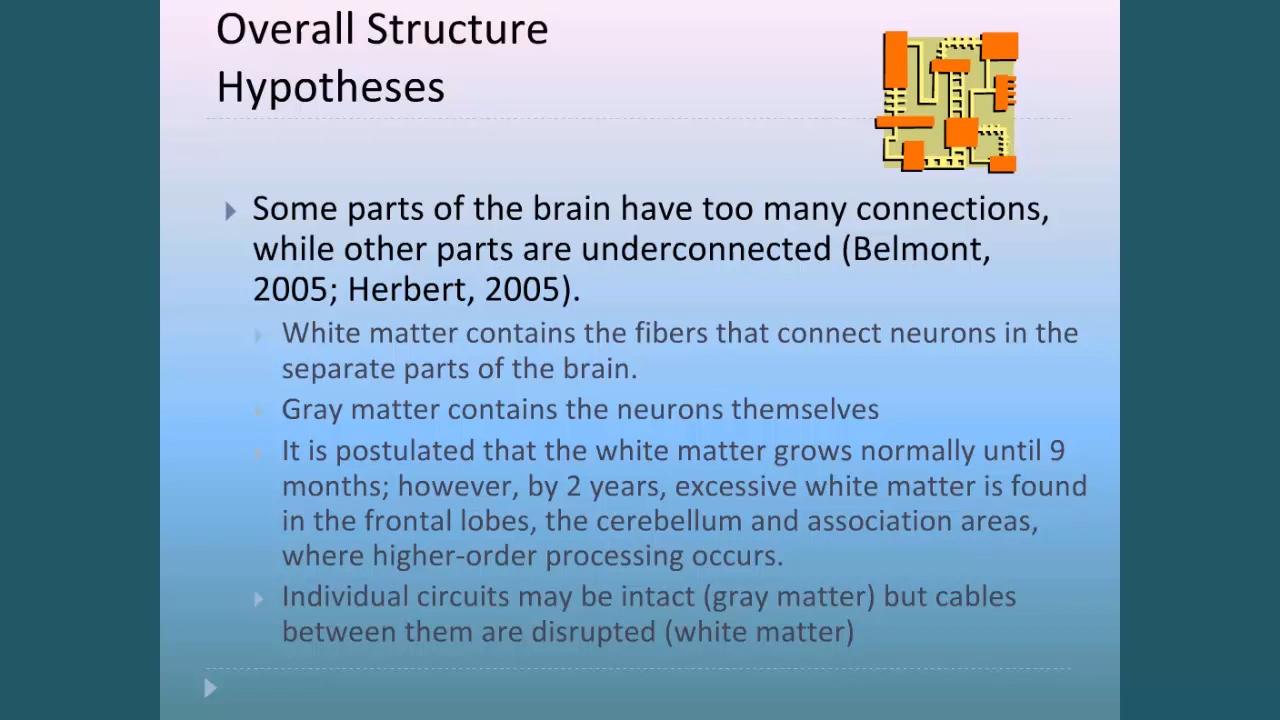 Overall Structure
Hypotheses
Some parts of the brain have too many connections,
while other parts are underconnected (Belmont,
2005; Herbert, 2005).
White matter contains the fibers that connect neurons in the
separate parts of the brain.
Gray matter contains the neurons themselves
It is postulated that the white matter grows normally until 9
months; however, by 2 years, excessive white matter is found
in the frontal lobes, the cerebellum and association areas,
where higher-order processing occurs.
Individual circuits may be intact (gray matter) but cables
between them are disrupted (white matter)